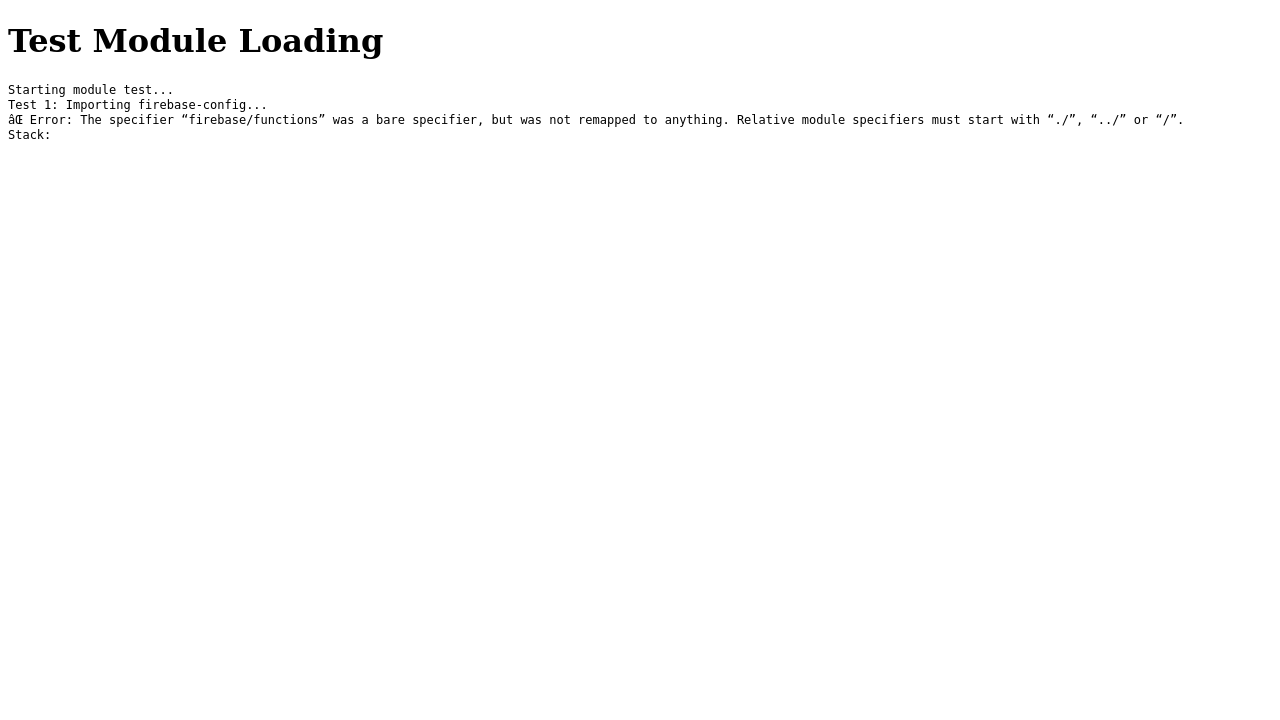 Test Module Loading
Starting module test...
Test 1: Importing firebase-config...
âŒ Error: The specifier “firebase/functions” was a bare specifier, but was not remapped to anything. Relative module specifiers must start with “./”, “../” or “/”.
Stack: